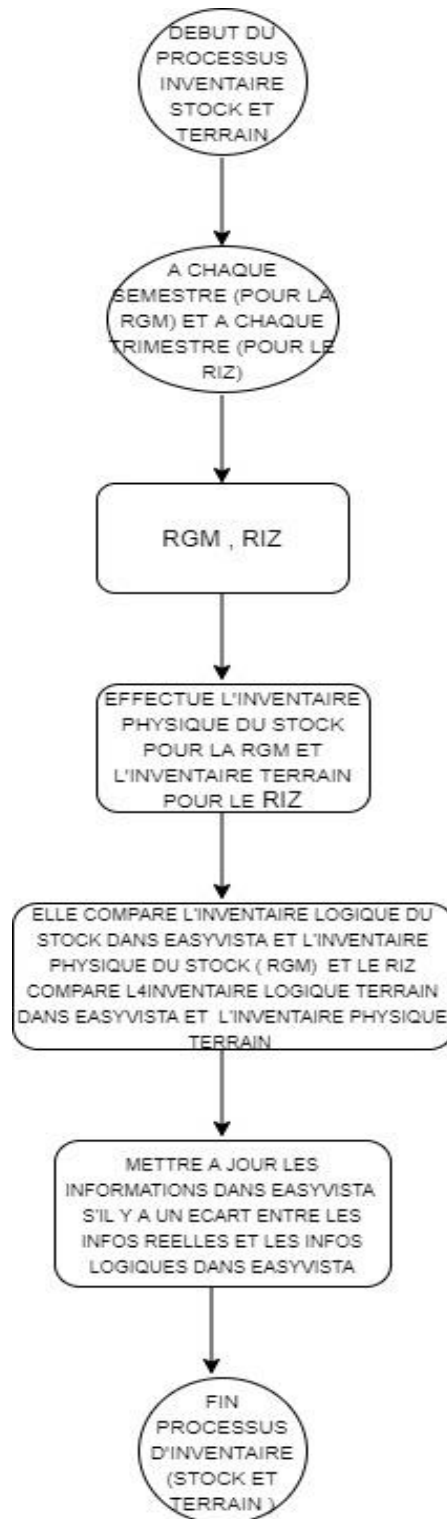 DEBUT DU
PROCESSUS
INVENTAIRE
STOCK ET
TERRAIN
A CHAQUE
SEMESTRE (POUR LA
RGM) ET A CHAQUE
TRIMESTRE (POUR LE
RIZ)
RGM , RIZ
EFFECTUE L'INVENTAIRE
PHYSIQUE DU STOCK
POUR LA RGM ET
L'INVENTAIRE TERRAIN
POUR LE RIZ
ELLE COMPARE L'INVENTAIRE LOGIQUE DU
STOCK DANS EASYVISTA ET L'INVENTAIRE
PHYSIQUE DU STOCK ( RGM) ET LE RIZ
COMPARE L4INVENTAIRE LOGIQUE TERRAIN
DANS EASYVISTA ET L'INVENTAIRE PHYSIQUE
TERRAIN
METTRE A JOUR LES
INFORMATIONS DANS EASYVISTA
S'IL Y A UN ECART ENTRE LES
INFOS REELLES ET LES INFOS
LOGIQUES DANS EASYVISTA
FIN
PROCESSUS
D'INVENTAIRE
(STOCK ET
TERRAIN )